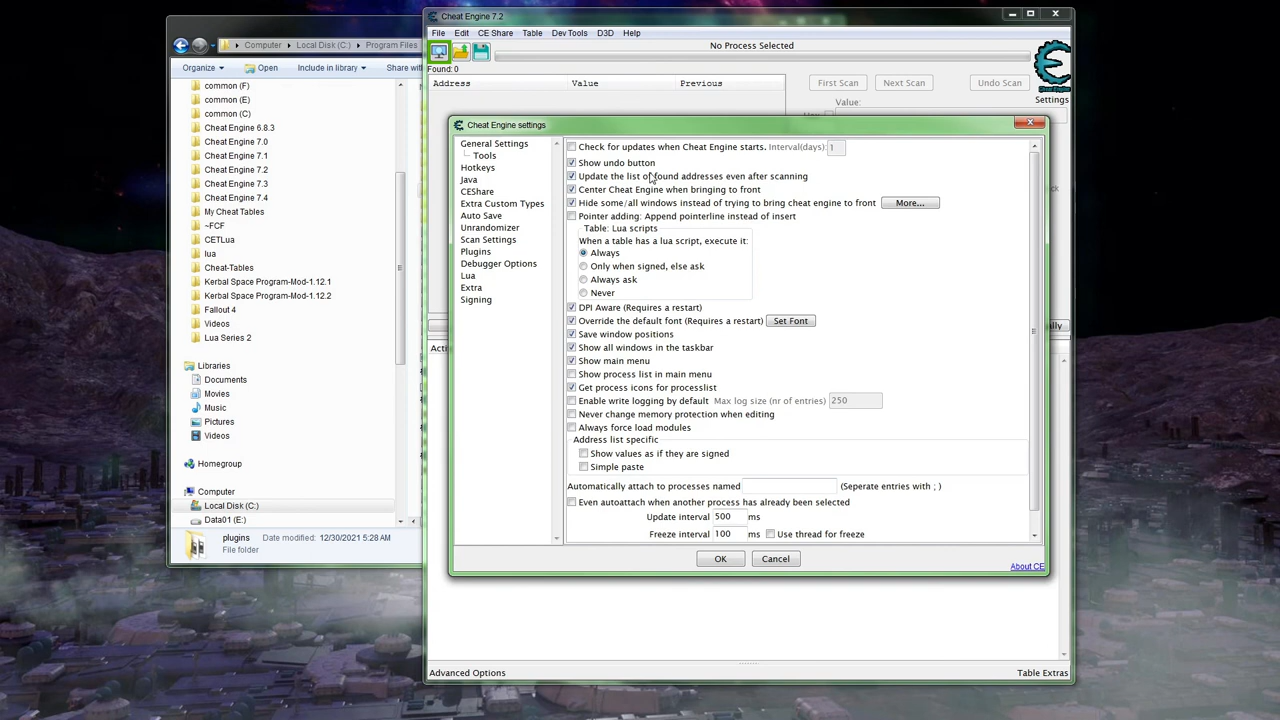 Cheat Engine 7.2
File Edit CE Share Table Dev Tools D3D Help
No Process Selected
Found: 0
Address Value Previous
First Scan Next Scan Undo Scan
Value:
Settings
Computer Local Disk (C:) Program Files
Organize Open Include in library Share with
common (F)
common (E)
common (C)
Cheat Engine 6.8.3
Cheat Engine 7.0
Cheat Engine 7.1
Cheat Engine 7.2
Cheat Engine 7.3
Cheat Engine 7.4
My Cheat Tables
~FCF
CETLua
lua
Cheat-Tables
Kerbal Space Program-Mod-1.12.1
Kerbal Space Program-Mod-1.12.2
Fallout 4
Videos
Lua Series 2
Libraries
Documents
Movies
Music
Pictures
Videos
Homegroup
Computer
Local Disk (C:)
Data01 (E:)
plugins Date modified: 12/30/2021 5:28 AM
File folder
Cheat Engine settings
General Settings
Tools
Hotkeys
Java
CEShare
Extra Custom Types
Auto Save
Unrandomizer
Scan Settings
Plugins
Debugger Options
Lua
Extra
Signing
Check for updates when Cheat Engine starts. Interval(days): 1
Show undo button
Update the list of found addresses even after scanning
Center Cheat Engine when bringing to front
Hide some/all windows instead of trying to bring cheat engine to front More...
Pointer adding: Append pointerline instead of insert
Table: Lua scripts
When a table has a lua script, execute it:
Always
Only when signed, else ask
Always ask
Never
DPI Aware (Requires a restart)
Override the default font (Requires a restart) Set Font
Save window positions
Show all windows in the taskbar
Show main menu
Show process list in main menu
Get process icons for processlist
Enable write logging by default Max log size (nr of entries) 250
Never change memory protection when editing
Always force load modules
Address list specific
Show values as if they are signed
Simple paste
Automatically attach to processes named (Seperate entries with ; )
Even autoattach when another process has already been selected
Update interval 500 ms
Freeze interval 100 ms Use thread for freeze
OK Cancel
About CE
Advanced Options Table Extras